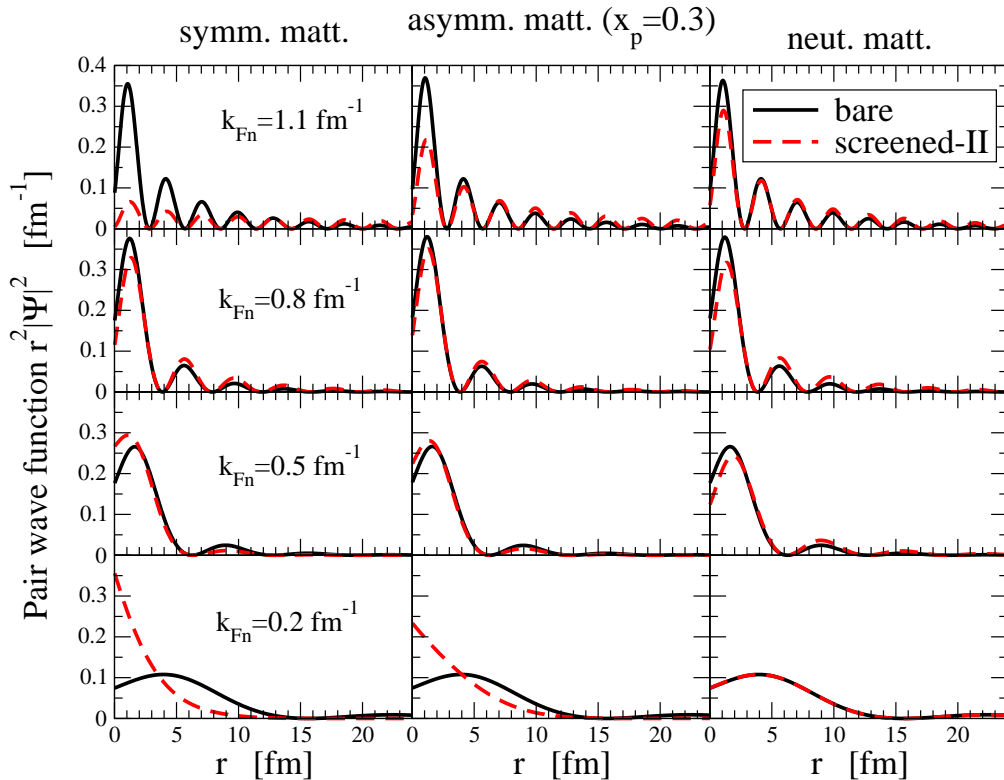 symm. matt.
asymm. matt. (x_p=0.3)
neut. matt.
Pair wave function r²|Ψ|² [fm⁻¹]
0.4
0.3
0.2
0.1
0
k_Fn=1.1 fm⁻¹
bare
screened-II
0.3
0.2
0.1
0
k_Fn=0.8 fm⁻¹
0.3
0.2
0.1
0
k_Fn=0.5 fm⁻¹
0.3
0.2
0.1
0
k_Fn=0.2 fm⁻¹
0 5 10 15 20
0 5 10 15 20
0 5 10 15 20
r [fm]
r [fm]
r [fm]